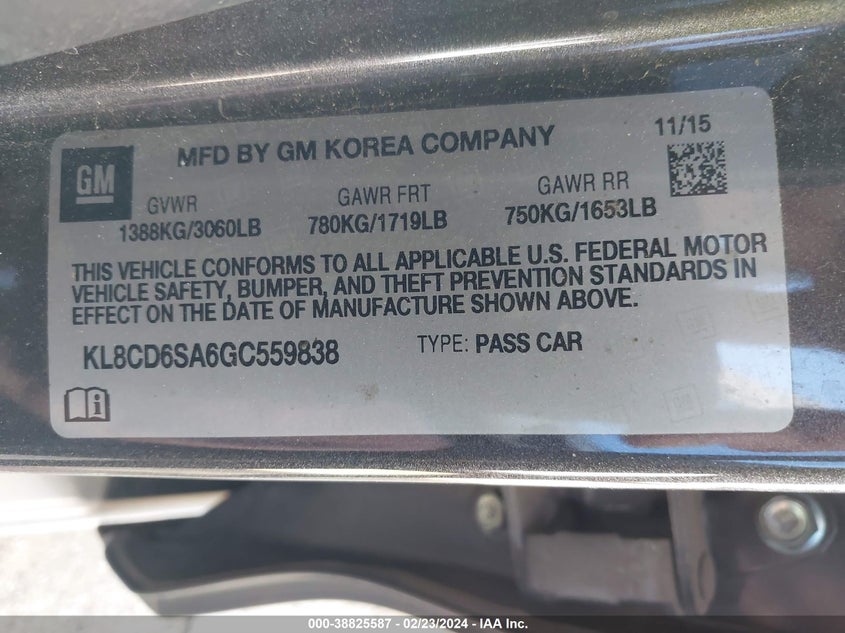 MFD BY GM KOREA COMPANY
11/15
GM
GVWR
1388KG/3060LB
GAWR FRT
780KG/1719LB
GAWR RR
750KG/1653LB
THIS VEHICLE CONFORMS TO ALL APPLICABLE U.S. FEDERAL MOTOR
VEHICLE SAFETY, BUMPER, AND THEFT PREVENTION STANDARDS IN
EFFECT ON THE DATE OF MANUFACTURE SHOWN ABOVE.
KL8CD6SA6GC559838
TYPE: PASS CAR
i
GM
000-38825587 - 02/23/2024 - IAA Inc.